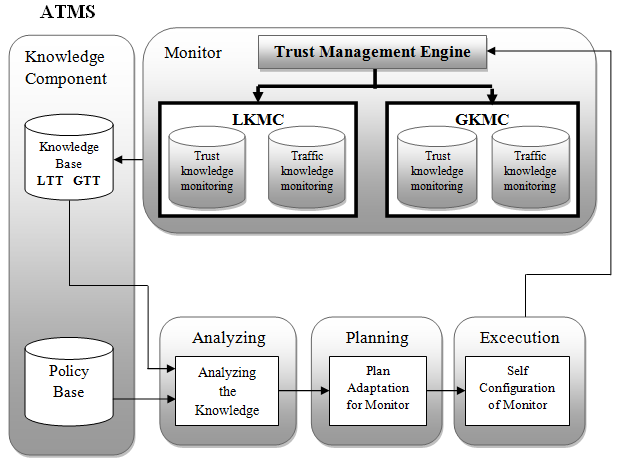 ATMS
Knowledge
Component
Knowledge
Base
LTT GTT
Policy
Base
Monitor
Trust Management Engine
LKMC
Trust
knowledge
monitoring
Traffic
knowledge
monitoring
GKMC
Trust
knowledge
monitoring
Traffic
knowledge
monitoring
Analyzing
Analyzing
the
Knowledge
Planning
Plan
Adaptation
for Monitor
Excecution
Self
Configuration
of Monitor